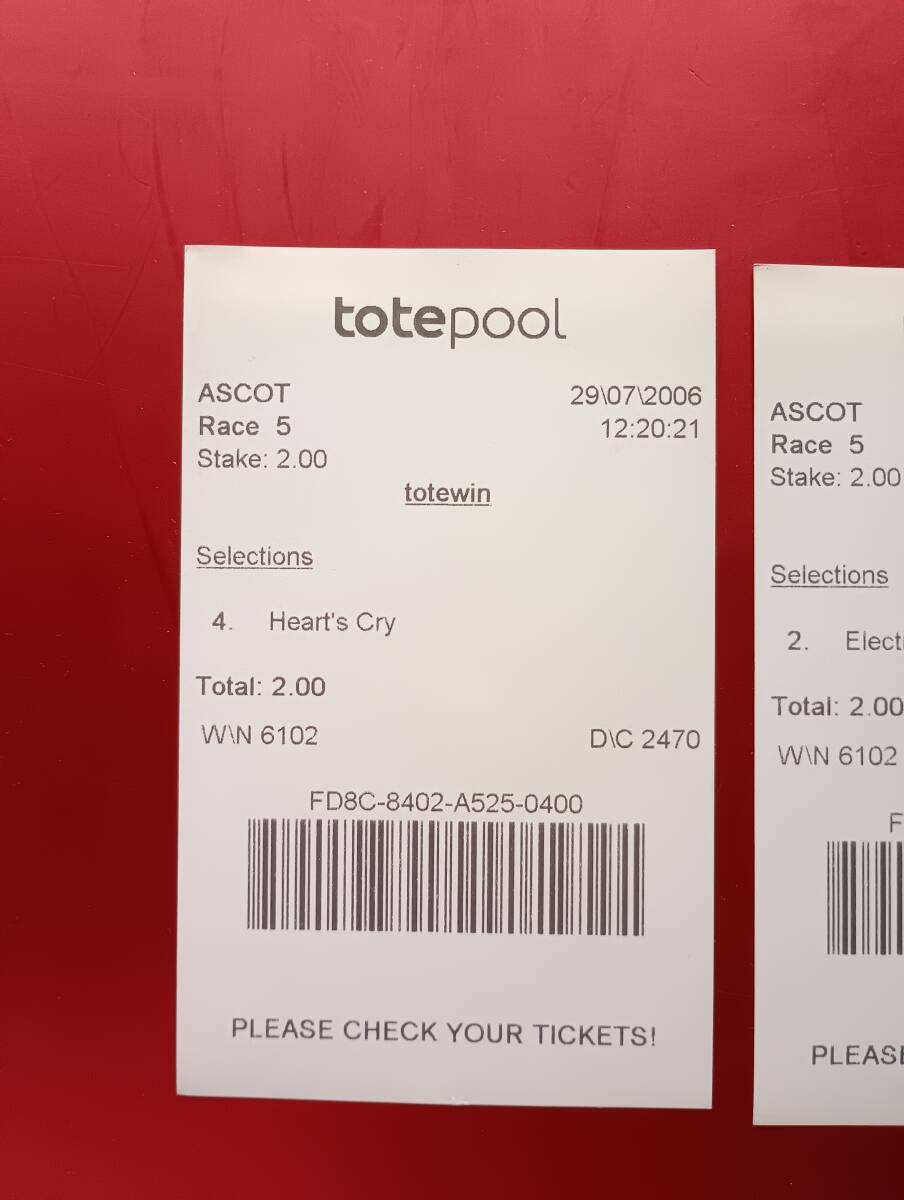 totepool
ASCOT 29\07\2006
Race 5 12:20:21
Stake: 2.00
totewin
Selections
4. Heart's Cry
Total: 2.00
W\N 6102 D\C 2470
FD8C-8402-A525-0400
PLEASE CHECK YOUR TICKETS!
ASCOT
Race 5
Stake: 2.00
Selections
2.
Total: 2.00
W\N 6102